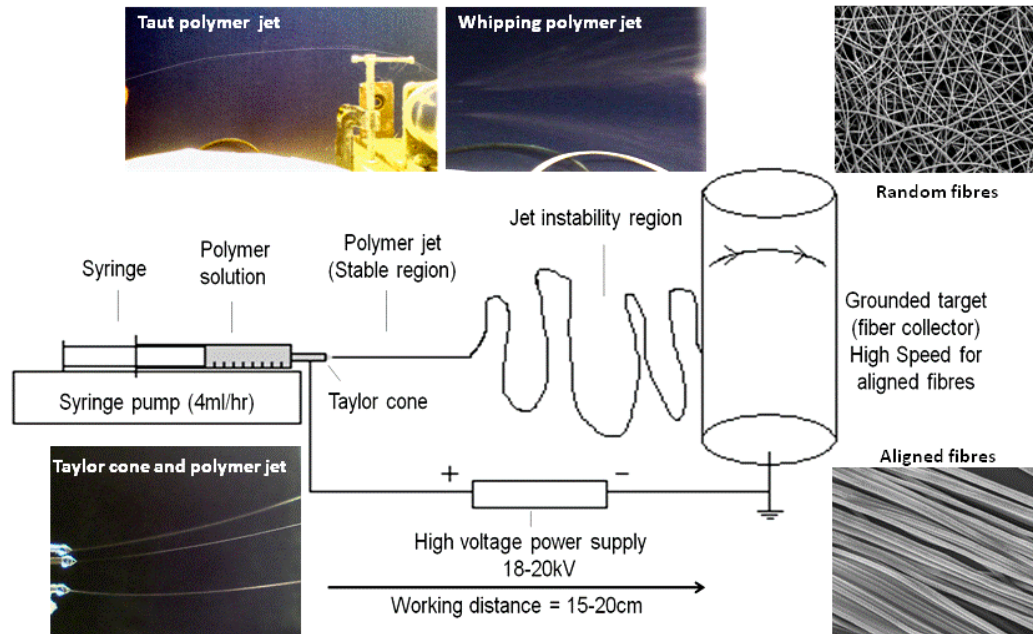 Taut polymer jet
Whipping polymer jet
Random fibres
Jet instability region
Polymer jet
(Stable region)
Polymer
solution
Syringe
Grounded target
(fiber collector)
High Speed for
aligned fibres
Taylor cone
Syringe pump (4ml/hr)
Taylor cone and polymer jet
+
−
Aligned fibres
High voltage power supply
18-20kV
Working distance = 15-20cm